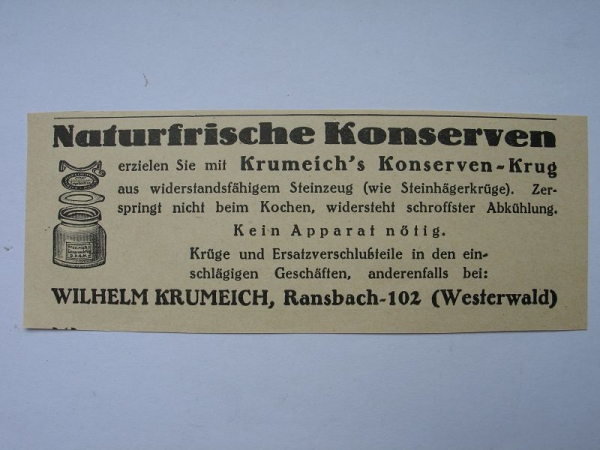 Naturfrische Konserven
erzielen Sie mit Krumeich's Konserven-Krug
aus widerstandsfähigem Steinzeug (wie Steinhägerkrüge). Zer-
springt nicht beim Kochen, widersteht schroffster Abkühlung.
Kein Apparat nötig.
Krüge und Ersatzverschlußteile in den ein-
schlägigen Geschäften, anderenfalls bei:
WILHELM KRUMEICH, Ransbach-102 (Westerwald)